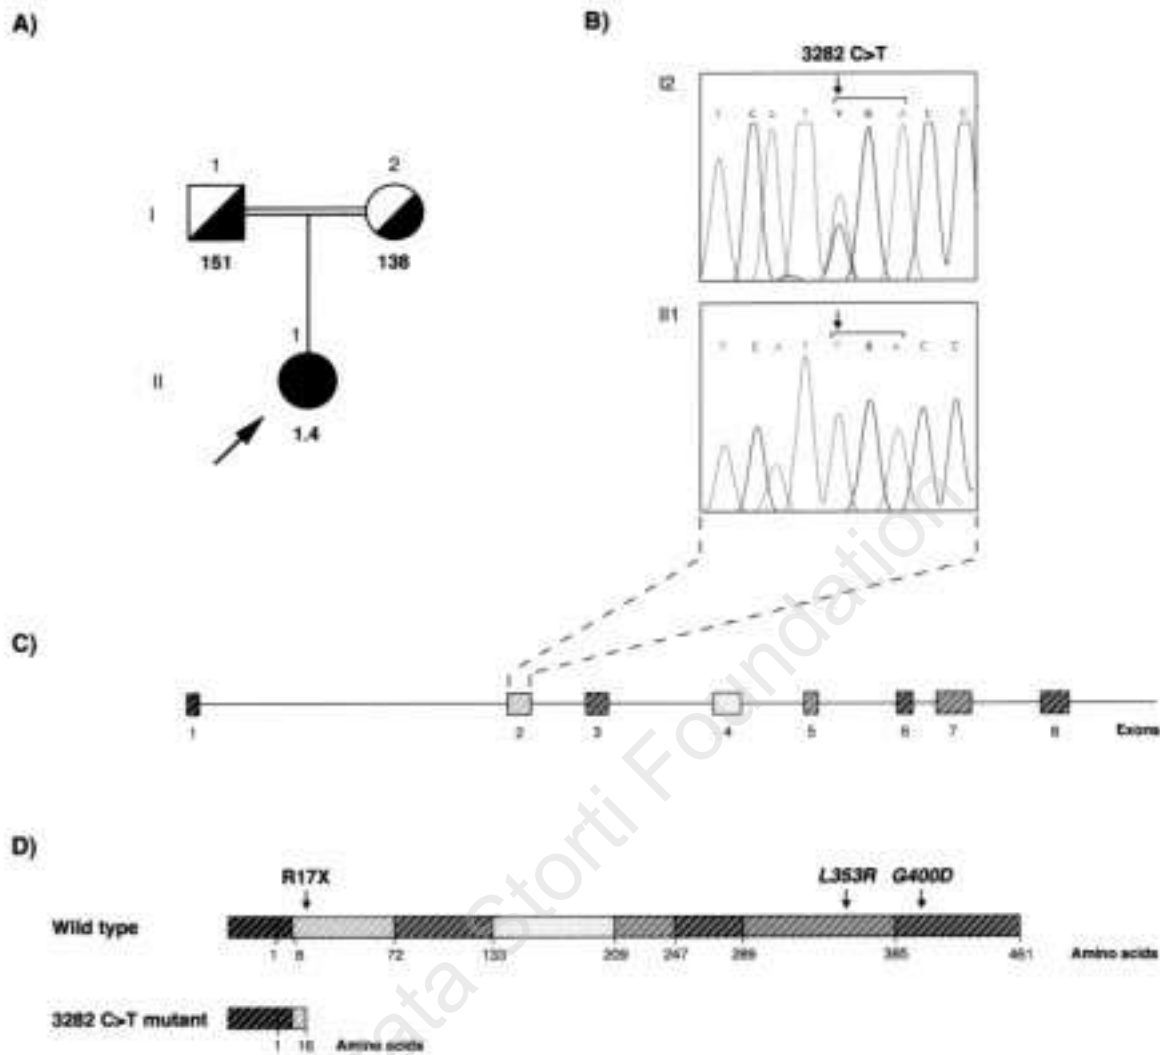 A)
B)
3282 C>T
I2
1
2
I
151
138
II1
1
II
1.4
C)
1
2
3
4
5
6
7
8
Exons
D)
R17X
L353R
G400D
Wild type
1
8
72
133
209
247
289
385
461
Amino acids
3282 C>T mutant
1
16
Amino acids
ata Storti Foundation